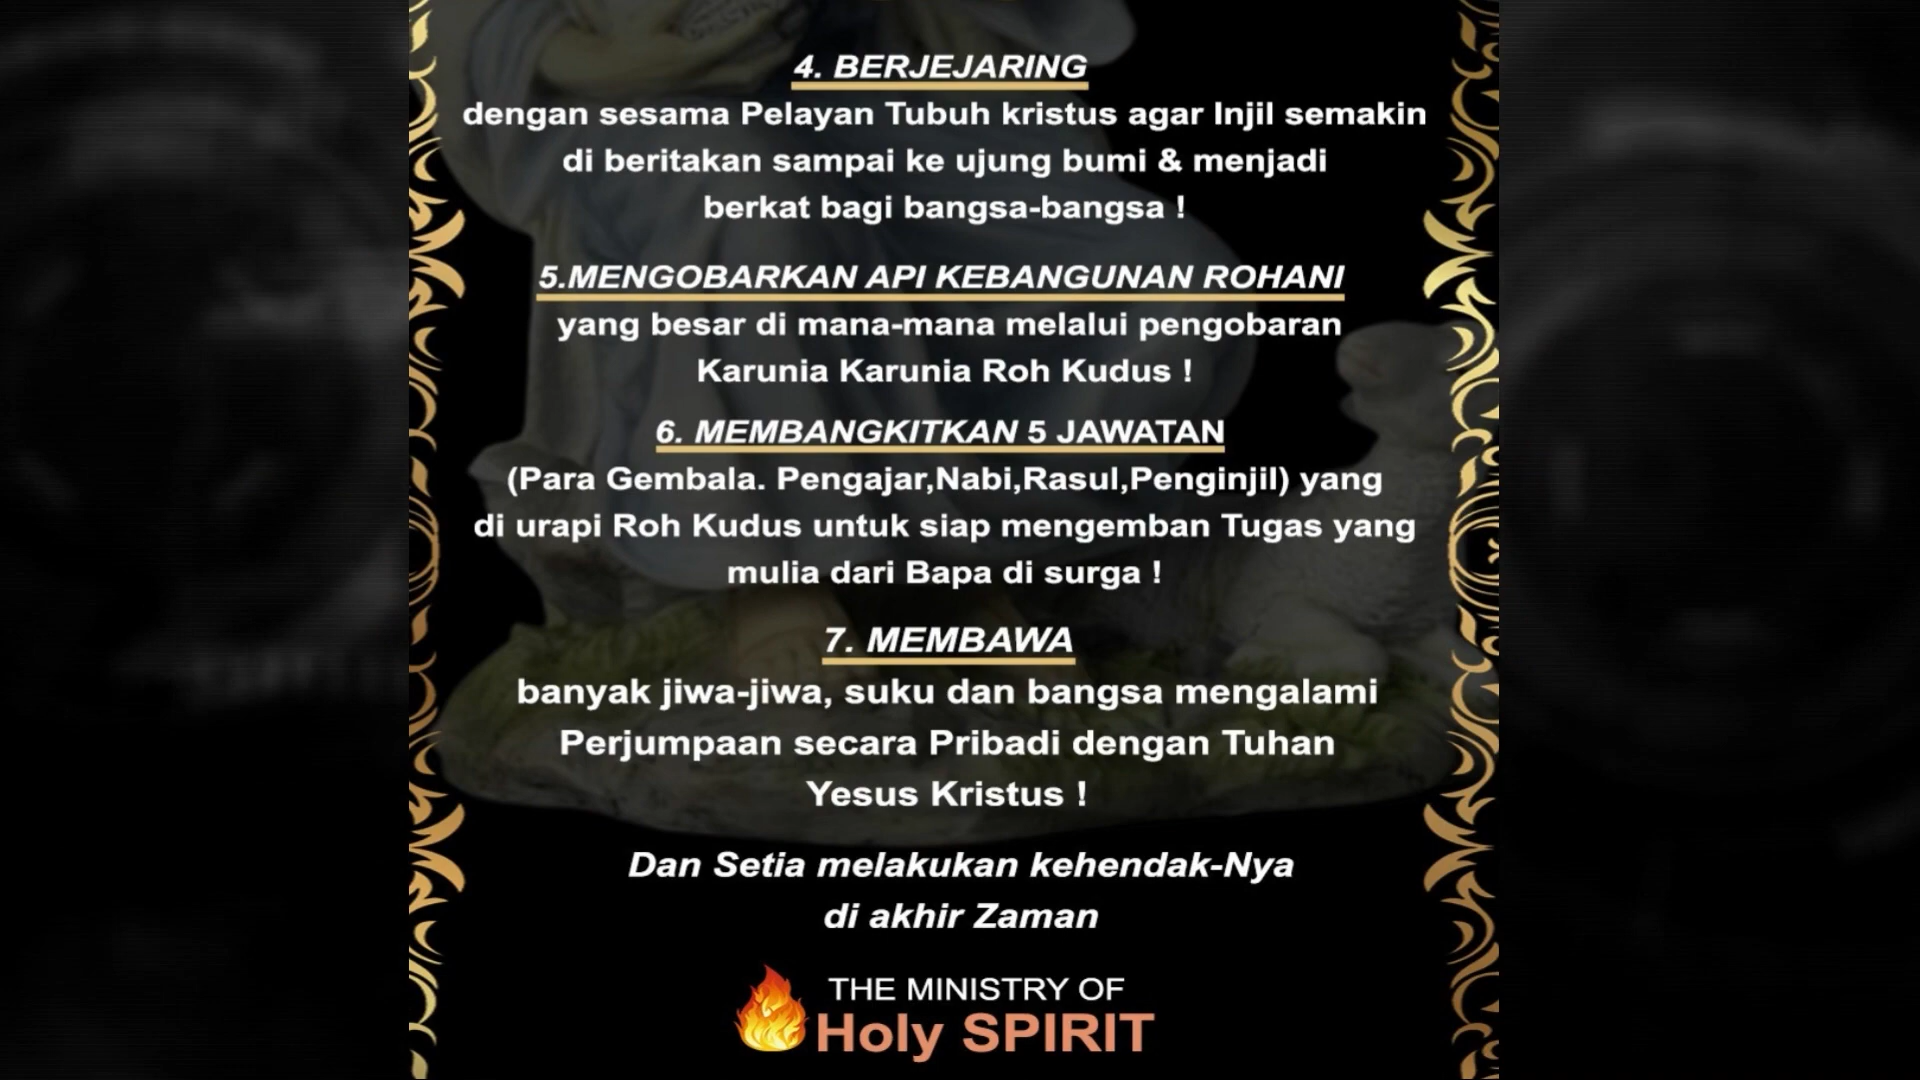 4. BERJEJARING
dengan sesama Pelayan Tubuh kristus agar Injil semakin
di beritakan sampai ke ujung bumi & menjadi
berkat bagi bangsa-bangsa !
5.MENGOBARKAN API KEBANGUNAN ROHANI
yang besar di mana-mana melalui pengobaran
Karunia Karunia Roh Kudus !
6. MEMBANGKITKAN 5 JAWATAN
(Para Gembala. Pengajar,Nabi,Rasul,Penginjil) yang
di urapi Roh Kudus untuk siap mengemban Tugas yang
mulia dari Bapa di surga !
7. MEMBAWA
banyak jiwa-jiwa, suku dan bangsa mengalami
Perjumpaan secara Pribadi dengan Tuhan
Yesus Kristus !
Dan Setia melakukan kehendak-Nya
di akhir Zaman
THE MINISTRY OF
Holy SPIRIT